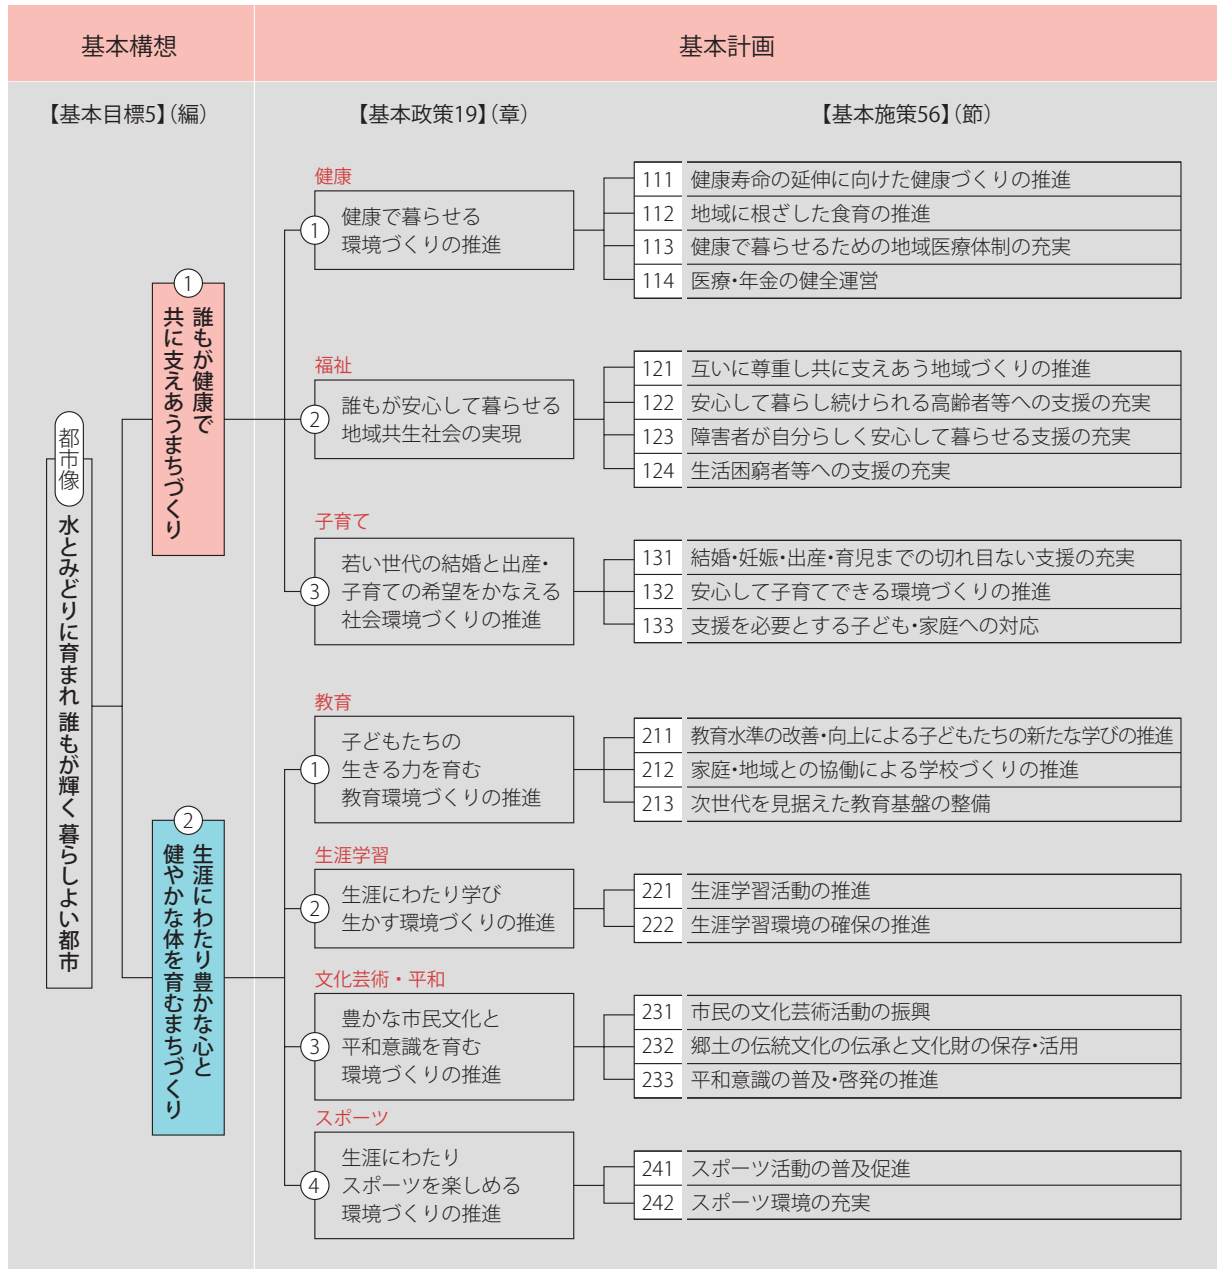 基本構想
基本計画
【基本目標5】(編)
【基本政策19】(章)
【基本施策56】(節)
都市像
水とみどりに育まれ 誰もが輝く 暮らしよい都市
1
誰もが健康で
共に支えあうまちづくり
健康
1
健康で暮らせる
環境づくりの推進
111 健康寿命の延伸に向けた健康づくりの推進
112 地域に根ざした食育の推進
113 健康で暮らせるための地域医療体制の充実
114 医療・年金の健全運営
福祉
2
誰もが安心して暮らせる
地域共生社会の実現
121 互いに尊重し共に支えあう地域づくりの推進
122 安心して暮らし続けられる高齢者等への支援の充実
123 障害者が自分らしく安心して暮らせる支援の充実
124 生活困窮者等への支援の充実
子育て
3
若い世代の結婚と出産・
子育ての希望をかなえる
社会環境づくりの推進
131 結婚・妊娠・出産・育児までの切れ目ない支援の充実
132 安心して子育てできる環境づくりの推進
133 支援を必要とする子ども・家庭への対応
2
生涯にわたり豊かな心と
健やかな体を育むまちづくり
教育
1
子どもたちの
生きる力を育む
教育環境づくりの推進
211 教育水準の改善・向上による子どもたちの新たな学びの推進
212 家庭・地域との協働による学校づくりの推進
213 次世代を見据えた教育基盤の整備
生涯学習
2
生涯にわたり学び
生かす環境づくりの推進
221 生涯学習活動の推進
222 生涯学習環境の確保の推進
文化芸術・平和
3
豊かな市民文化と
平和意識を育む
環境づくりの推進
231 市民の文化芸術活動の振興
232 郷土の伝統文化の伝承と文化財の保存・活用
233 平和意識の普及・啓発の推進
スポーツ
4
生涯にわたり
スポーツを楽しめる
環境づくりの推進
241 スポーツ活動の普及促進
242 スポーツ環境の充実